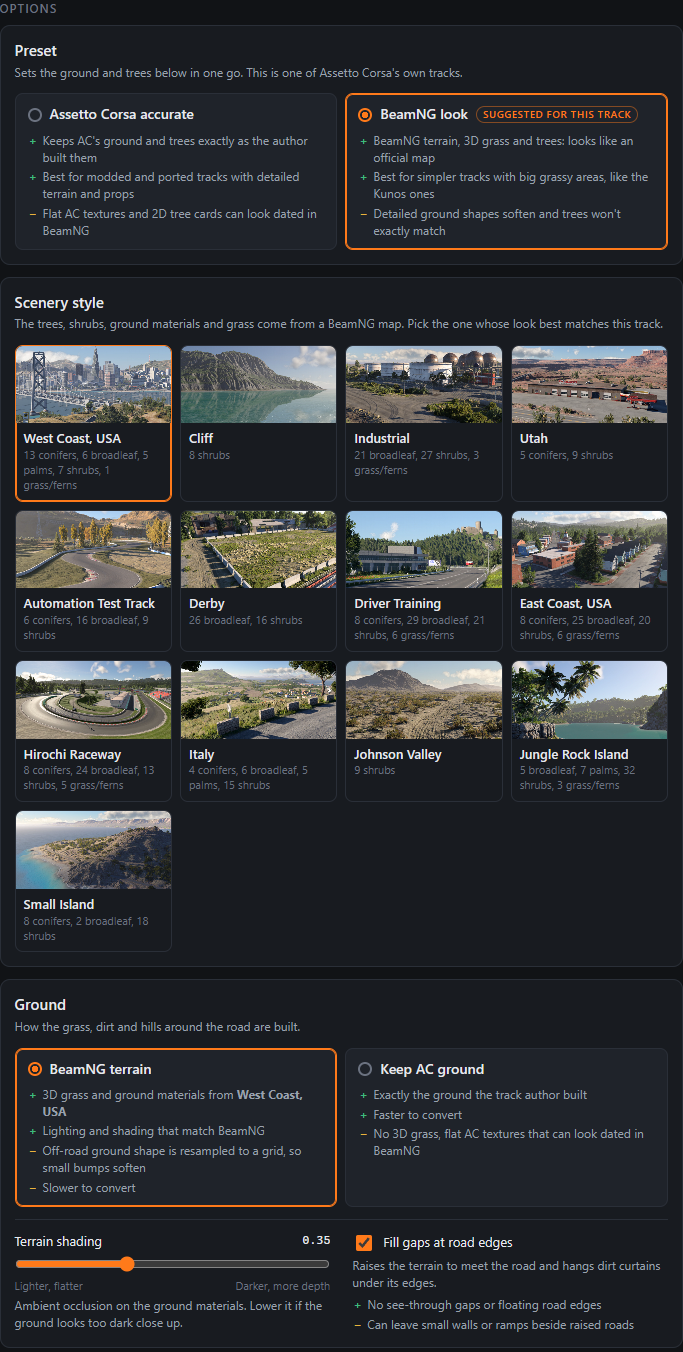 OPTIONS
Preset
Sets the ground and trees below in one go. This is one of Assetto Corsa's own tracks.
Assetto Corsa accurate
+ Keeps AC's ground and trees exactly as the author
built them
+ Best for modded and ported tracks with detailed
terrain and props
– Flat AC textures and 2D tree cards can look dated in
BeamNG
BeamNG look SUGGESTED FOR THIS TRACK
+ BeamNG terrain, 3D grass and trees: looks like an
official map
+ Best for simpler tracks with big grassy areas, like the
Kunos ones
– Detailed ground shapes soften and trees won't
exactly match
Scenery style
The trees, shrubs, ground materials and grass come from a BeamNG map. Pick the one whose look best matches this track.
West Coast, USA
13 conifers, 6 broadleaf, 5
palms, 7 shrubs, 1
grass/ferns
Cliff
8 shrubs
Industrial
21 broadleaf, 27 shrubs, 3
grass/ferns
Utah
5 conifers, 9 shrubs
Automation Test Track
6 conifers, 16 broadleaf, 9
shrubs
Derby
26 broadleaf, 16 shrubs
Driver Training
8 conifers, 29 broadleaf, 21
shrubs, 6 grass/ferns
East Coast, USA
8 conifers, 25 broadleaf, 20
shrubs, 6 grass/ferns
Hirochi Raceway
8 conifers, 24 broadleaf, 13
shrubs, 5 grass/ferns
Italy
4 conifers, 6 broadleaf, 5
palms, 15 shrubs
Johnson Valley
9 shrubs
Jungle Rock Island
5 broadleaf, 7 palms, 32
shrubs, 3 grass/ferns
Small Island
8 conifers, 2 broadleaf, 18
shrubs
Ground
How the grass, dirt and hills around the road are built.
BeamNG terrain
+ 3D grass and ground materials from West Coast,
USA
+ Lighting and shading that match BeamNG
– Off-road ground shape is resampled to a grid, so
small bumps soften
– Slower to convert
Keep AC ground
+ Exactly the ground the track author built
+ Faster to convert
– No 3D grass, flat AC textures that can look dated in
BeamNG
Terrain shading 0.35
Lighter, flatter Darker, more depth
Ambient occlusion on the ground materials. Lower it if the
ground looks too dark close up.
Fill gaps at road edges
Raises the terrain to meet the road and hangs dirt curtains
under its edges.
+ No see-through gaps or floating road edges
– Can leave small walls or ramps beside raised roads